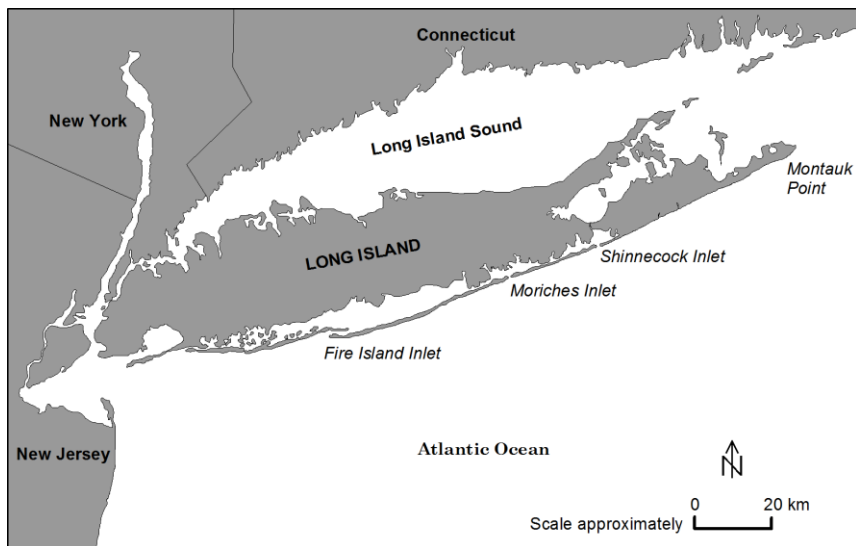 Connecticut
New York
Long Island Sound
Montauk
Point
LONG ISLAND
Shinnecock Inlet
Moriches Inlet
Fire Island Inlet
New Jersey
Atlantic Ocean
N
0 20 km
Scale approximately